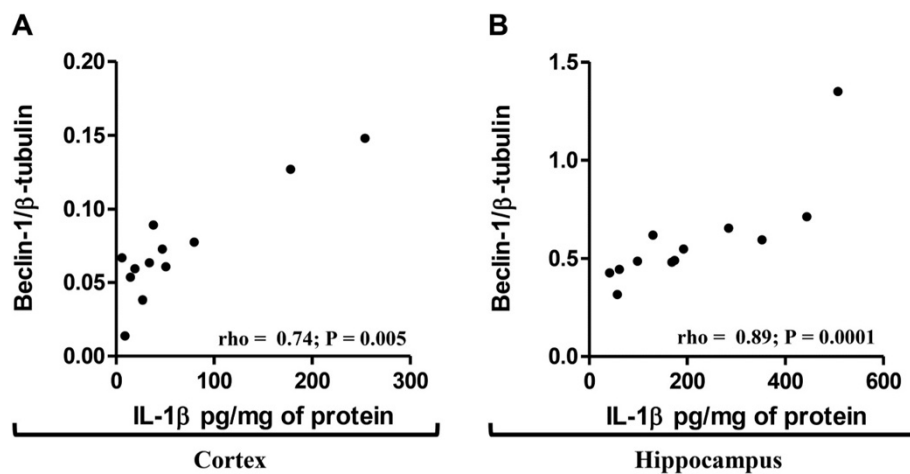 A
Beclin-1/β-tubulin
0.20
0.15
0.10
0.05
0.00
rho = 0.74; P = 0.005
0 100 200 300
IL-1β pg/mg of protein
Cortex
B
Beclin-1/β-tubulin
1.5
1.0
0.5
0.0
rho = 0.89; P = 0.0001
0 200 400 600
IL-1β pg/mg of protein
Hippocampus